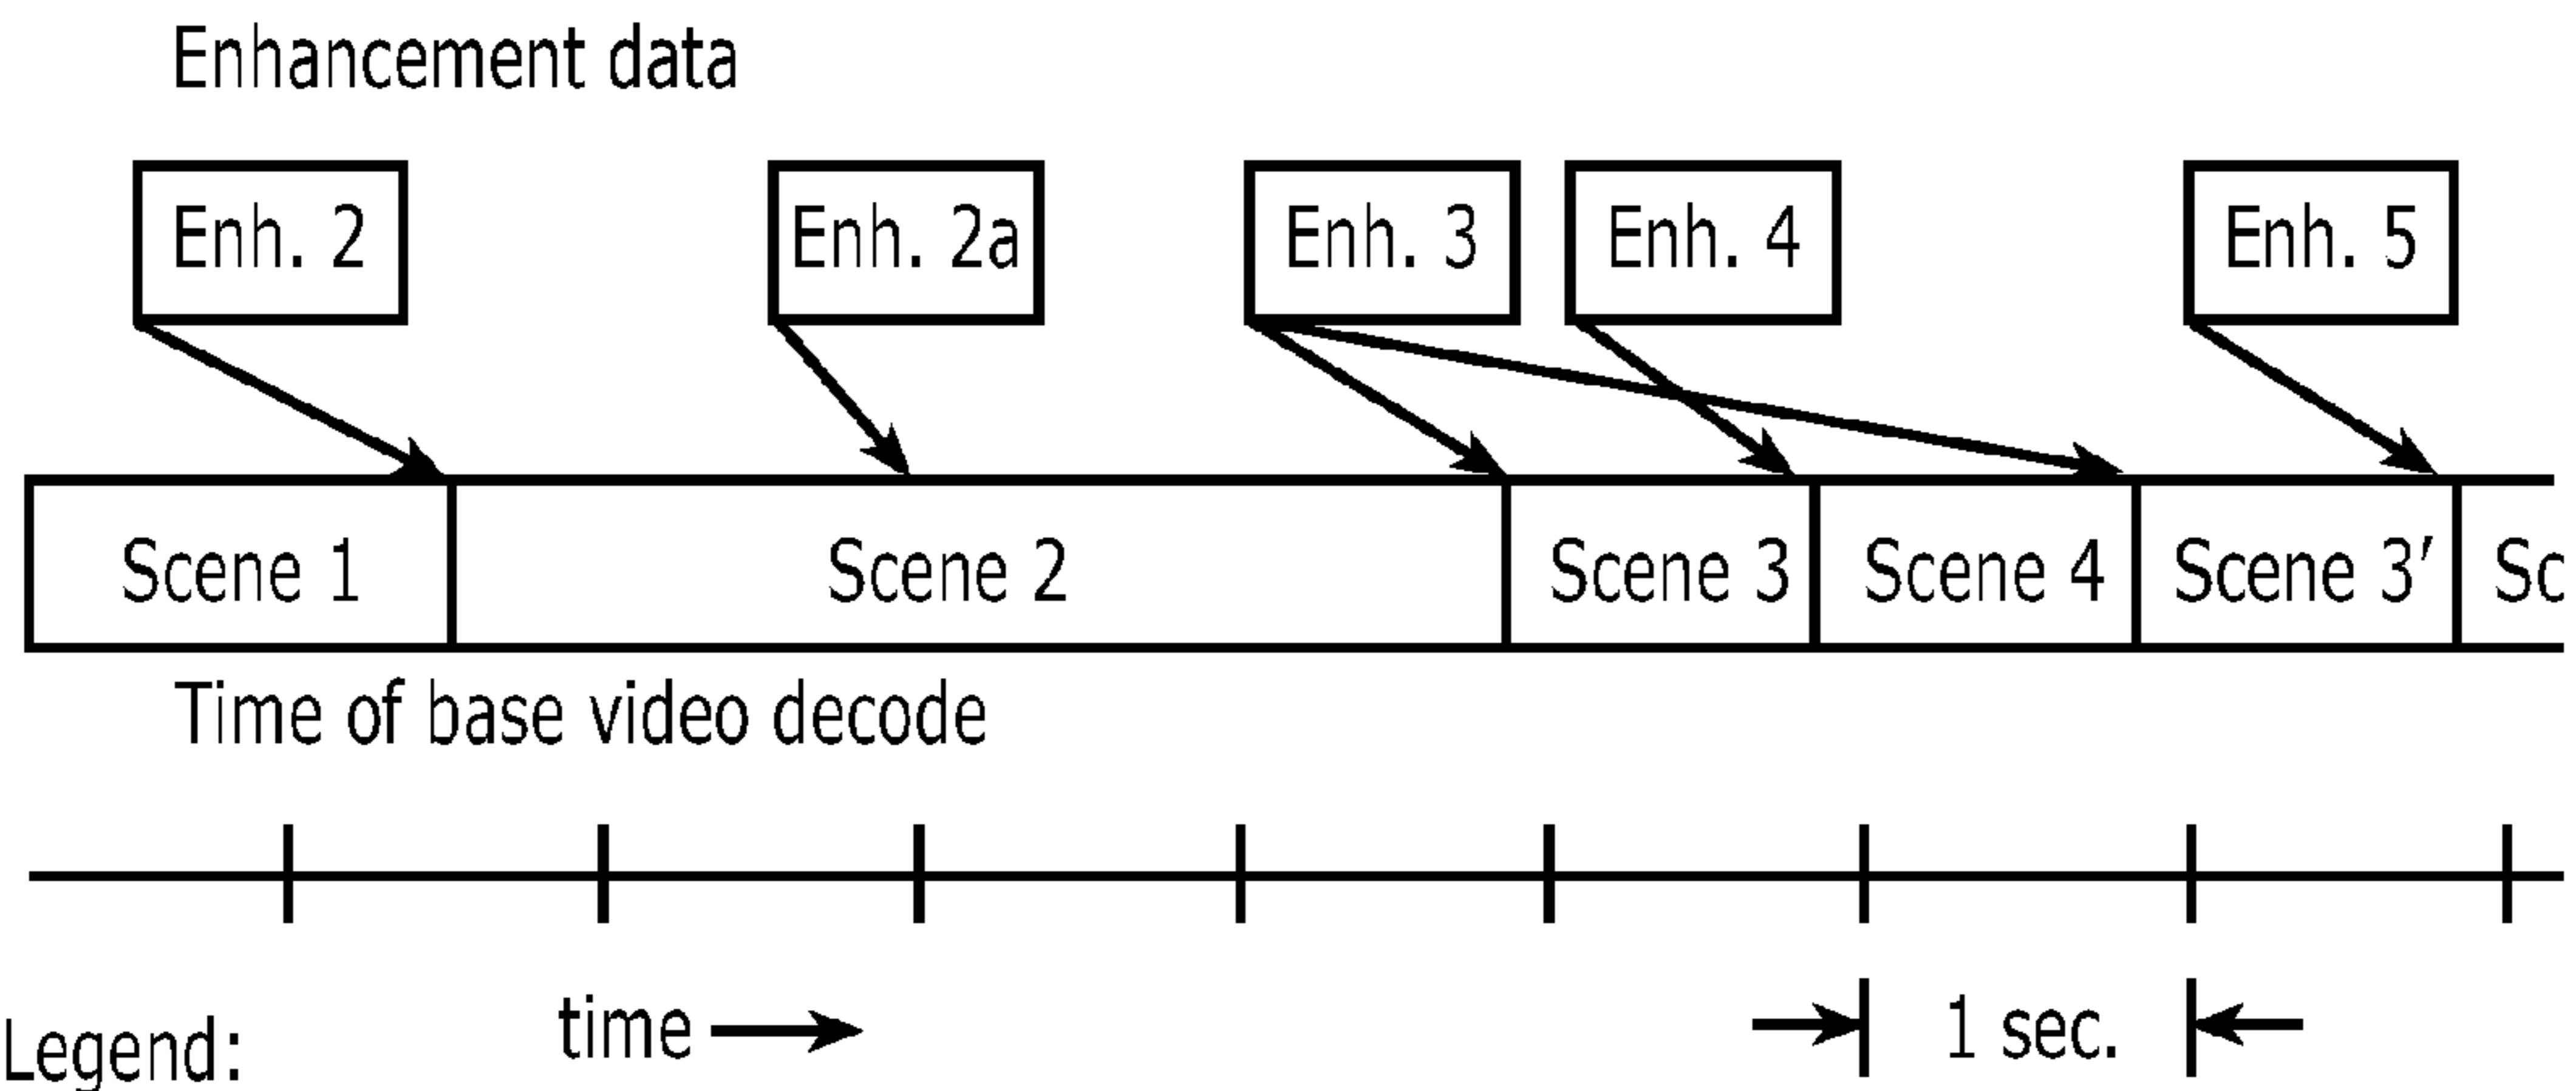 Enhancement data
Enh. 2 Enh. 2a Enh. 3 Enh. 4 Enh. 5
Scene 1 Scene 2 Scene 3 Scene 4 Scene 3′ Sc
Time of base video decode
time 1 sec.
Legend: